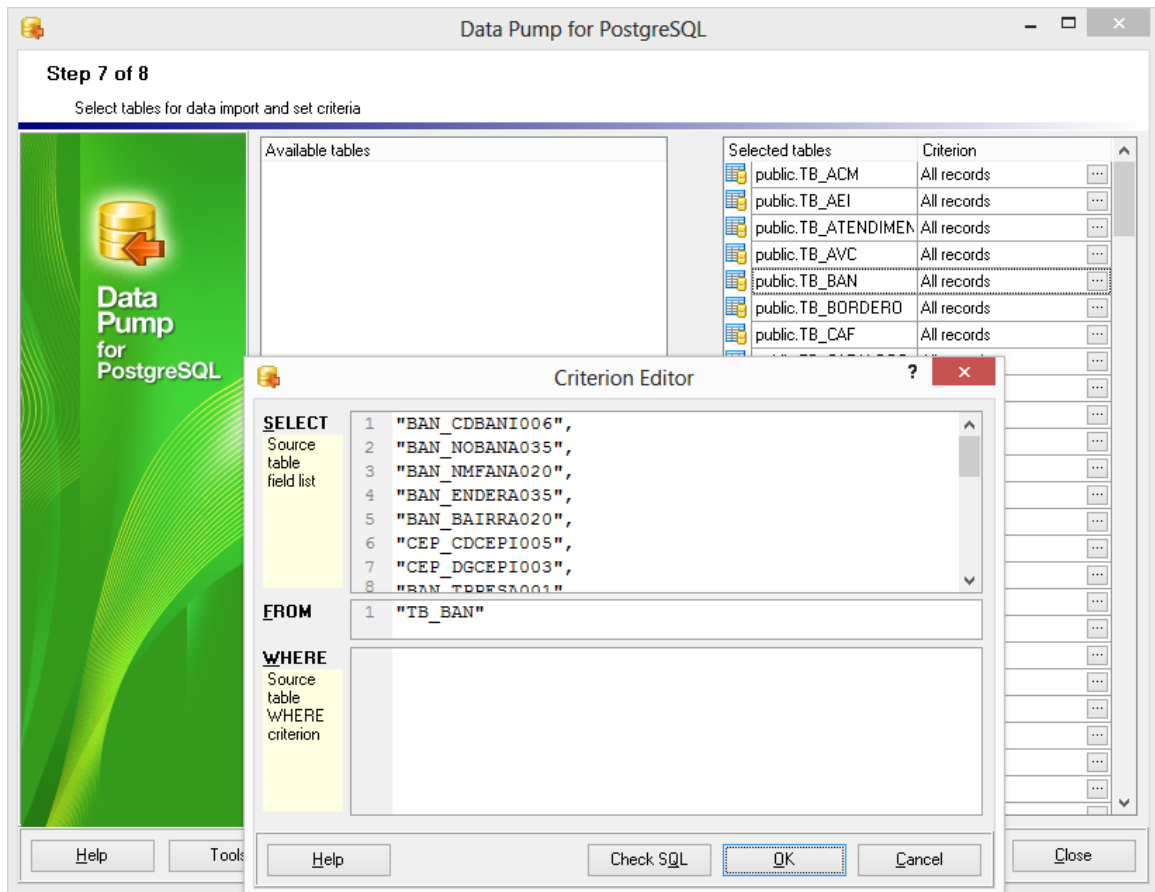 Data Pump for PostgreSQL
Step 7 of 8
Select tables for data import and set criteria
Data
Pump
for
PostgreSQL
Available tables
Selected tables Criterion
public.TB_ACM All records ...
public.TB_AEI All records ...
public.TB_ATENDIMEN All records ...
public.TB_AVC All records ...
public.TB_BAN All records ...
public.TB_BORDERO All records ...
public.TB_CAF All records ...
Criterion Editor
SELECT
Source
table
field list
1 "BAN_CDBANI006",
2 "BAN_NOBANA035",
3 "BAN_NMFANA020",
4 "BAN_ENDERA035",
5 "BAN_BAIRRA020",
6 "CEP_CDCEPI005",
7 "CEP_DGCEPI003",
8
FROM
1 "TB_BAN"
WHERE
Source
table
WHERE
criterion
Help
Check SQL
OK
Cancel
Help
Tools
Close